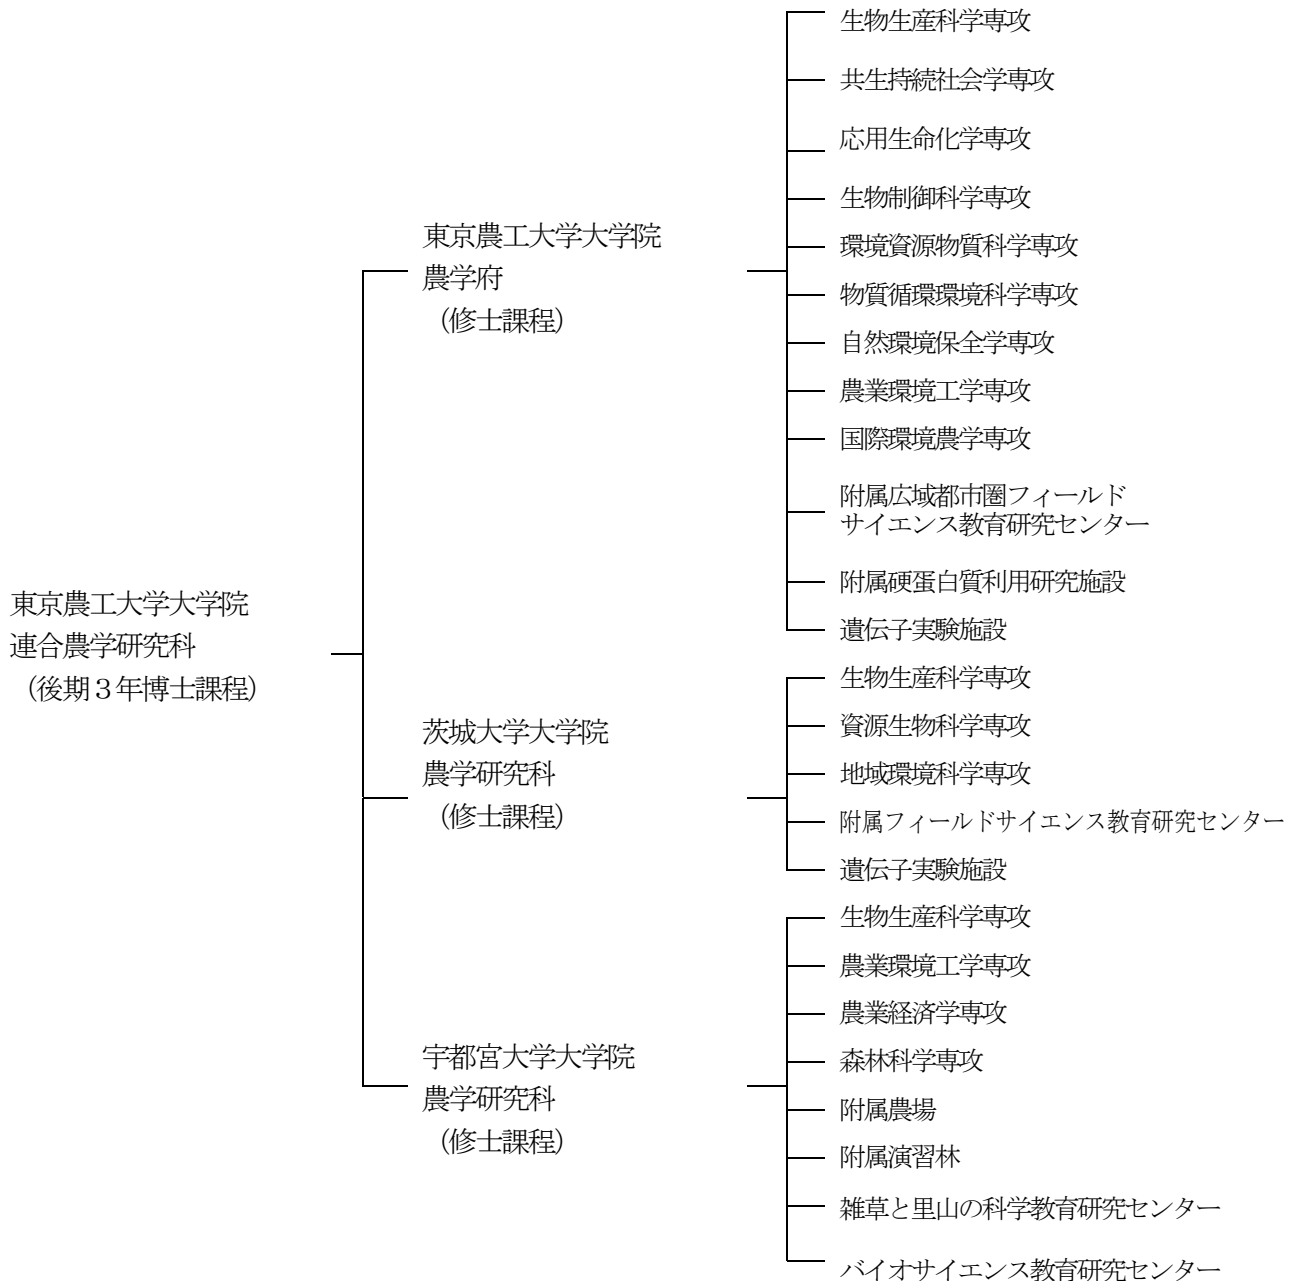 東京農工大学大学院
連合農学研究科
（後期３年博士課程）
東京農工大学大学院
農学府
（修士課程）
生物生産科学専攻
共生持続社会学専攻
応用生命化学専攻
生物制御科学専攻
環境資源物質科学専攻
物質循環環境科学専攻
自然環境保全学専攻
農業環境工学専攻
国際環境農学専攻
附属広域都市圏フィールド
サイエンス教育研究センター
附属硬蛋白質利用研究施設
遺伝子実験施設
茨城大学大学院
農学研究科
（修士課程）
生物生産科学専攻
資源生物科学専攻
地域環境科学専攻
附属フィールドサイエンス教育研究センター
遺伝子実験施設
宇都宮大学大学院
農学研究科
（修士課程）
生物生産科学専攻
農業環境工学専攻
農業経済学専攻
森林科学専攻
附属農場
附属演習林
雑草と里山の科学教育研究センター
バイオサイエンス教育研究センター